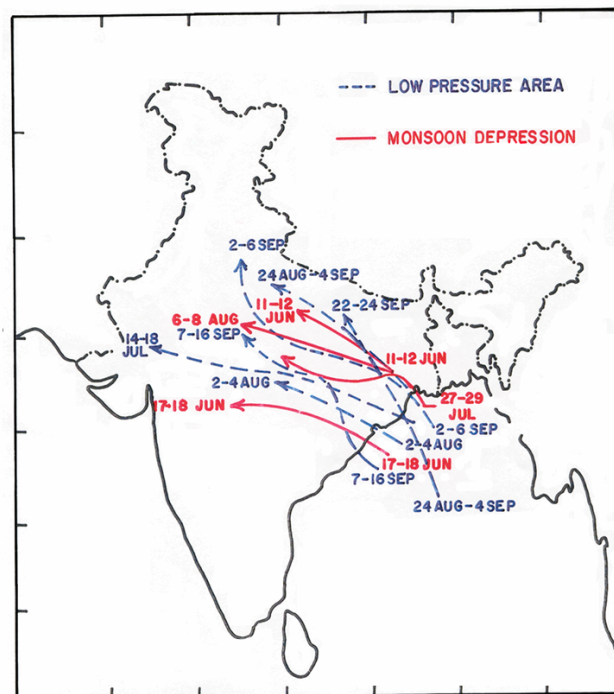 LOW PRESSURE AREA
MONSOON DEPRESSION
2-6 SEP
24 AUG-4 SEP
11-12
JUN
22-24 SEP
6-8 AUG
7-16 SEP
14-18
JUL
11-12 JUN
2-4 AUG
17-18 JUN
27-29
JUL
2-6 SEP
2-4 AUG
17-18 JUN
7-16 SEP
24 AUG-4 SEP